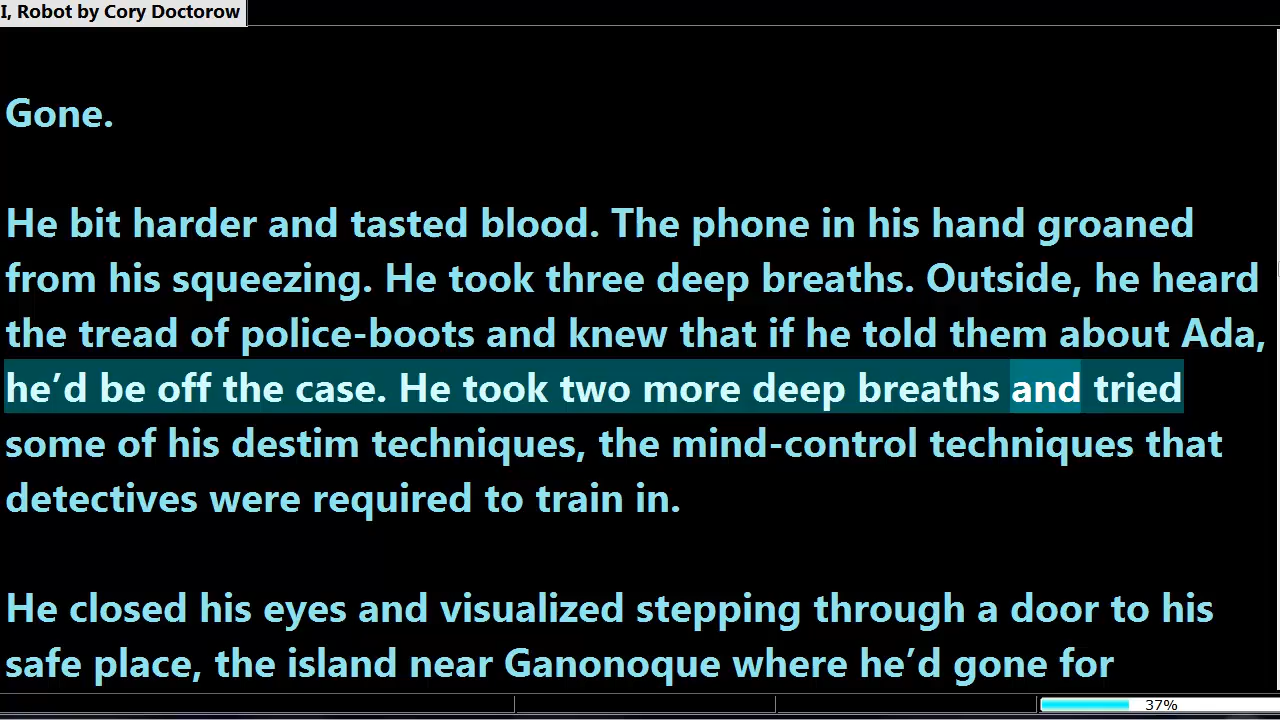 I, Robot by Cory Doctorow
Gone.
He bit harder and tasted blood. The phone in his hand groaned
from his squeezing. He took three deep breaths. Outside, he heard
the tread of police-boots and knew that if he told them about Ada,
he’d be off the case. He took two more deep breaths and tried
some of his destim techniques, the mind-control techniques that
detectives were required to train in.
He closed his eyes and visualized stepping through a door to his
safe place, the island near Ganonoque where he’d gone for
37%